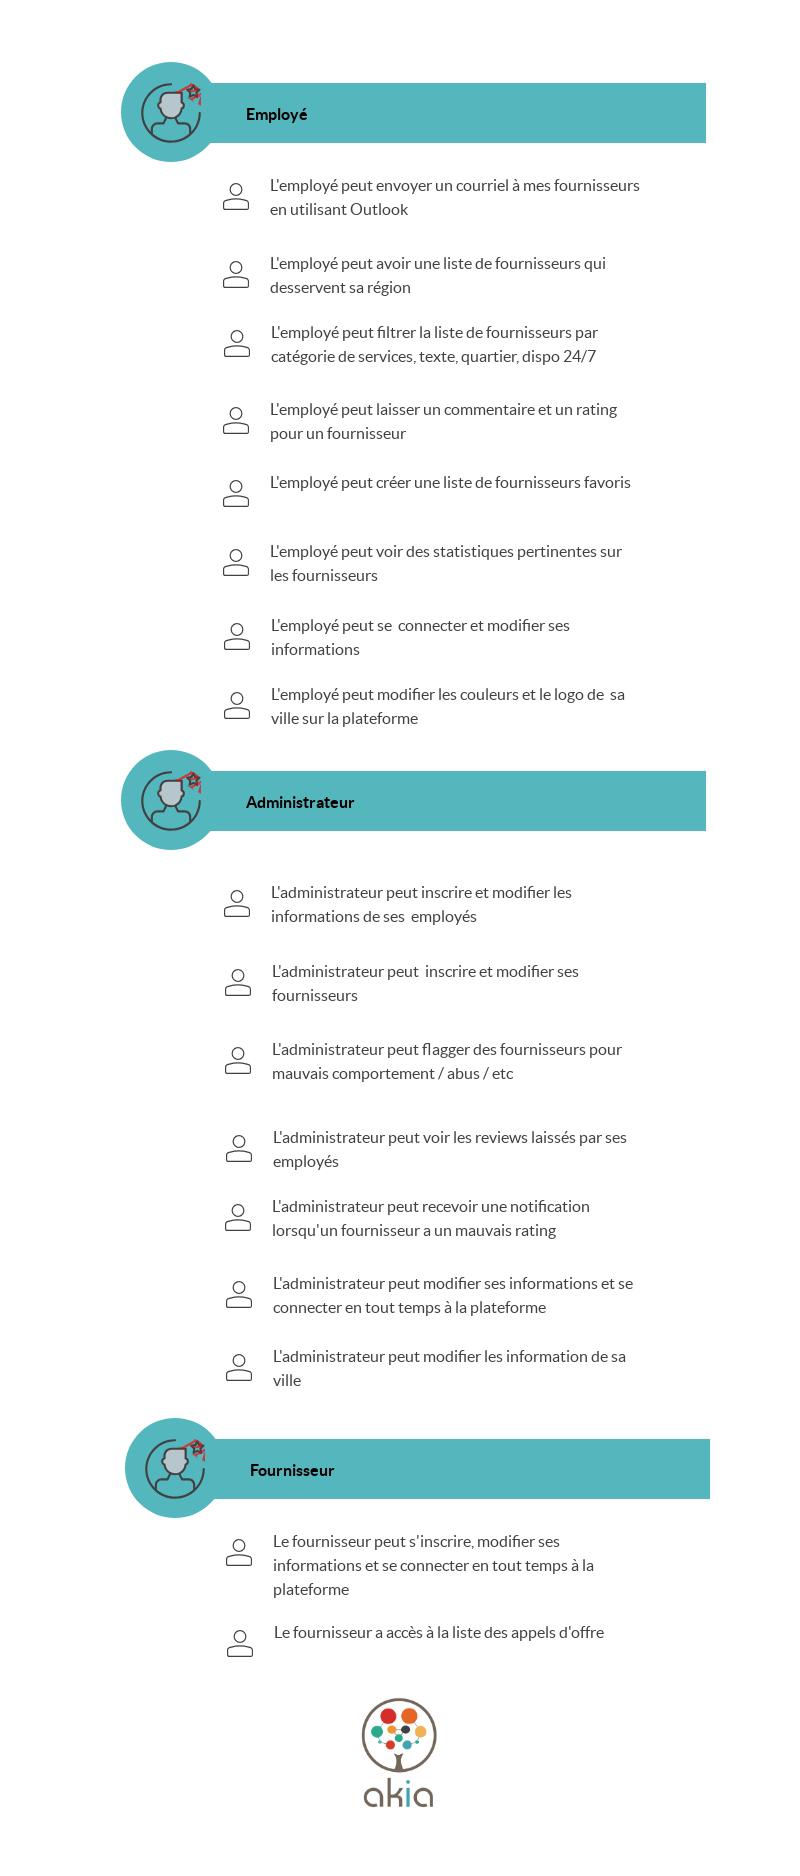 Employé
L'employé peut envoyer un courriel à mes fournisseurs
en utilisant Outlook
L'employé peut avoir une liste de fournisseurs qui
desservent sa région
L'employé peut filtrer la liste de fournisseurs par
catégorie de services, texte, quartier, dispo 24/7
L'employé peut laisser un commentaire et un rating
pour un fournisseur
L'employé peut créer une liste de fournisseurs favoris
L'employé peut voir des statistiques pertinentes sur
les fournisseurs
L'employé peut se  connecter et modifier ses
informations
L'employé peut modifier les couleurs et le logo de  sa
ville sur la plateforme
Administrateur
L'administrateur peut inscrire et modifier les
informations de ses  employés
L'administrateur peut  inscrire et modifier ses
fournisseurs
L'administrateur peut flagger des fournisseurs pour
mauvais comportement / abus / etc
L'administrateur peut voir les reviews laissés par ses
employés
L'administrateur peut recevoir une notification
lorsqu'un fournisseur a un mauvais rating
L'administrateur peut modifier ses informations et se
connecter en tout temps à la plateforme
L'administrateur peut modifier les information de sa
ville
Fournisseur
Le fournisseur peut s'inscrire, modifier ses
informations et se connecter en tout temps à la
plateforme
Le fournisseur a accès à la liste des appels d'offre
akia